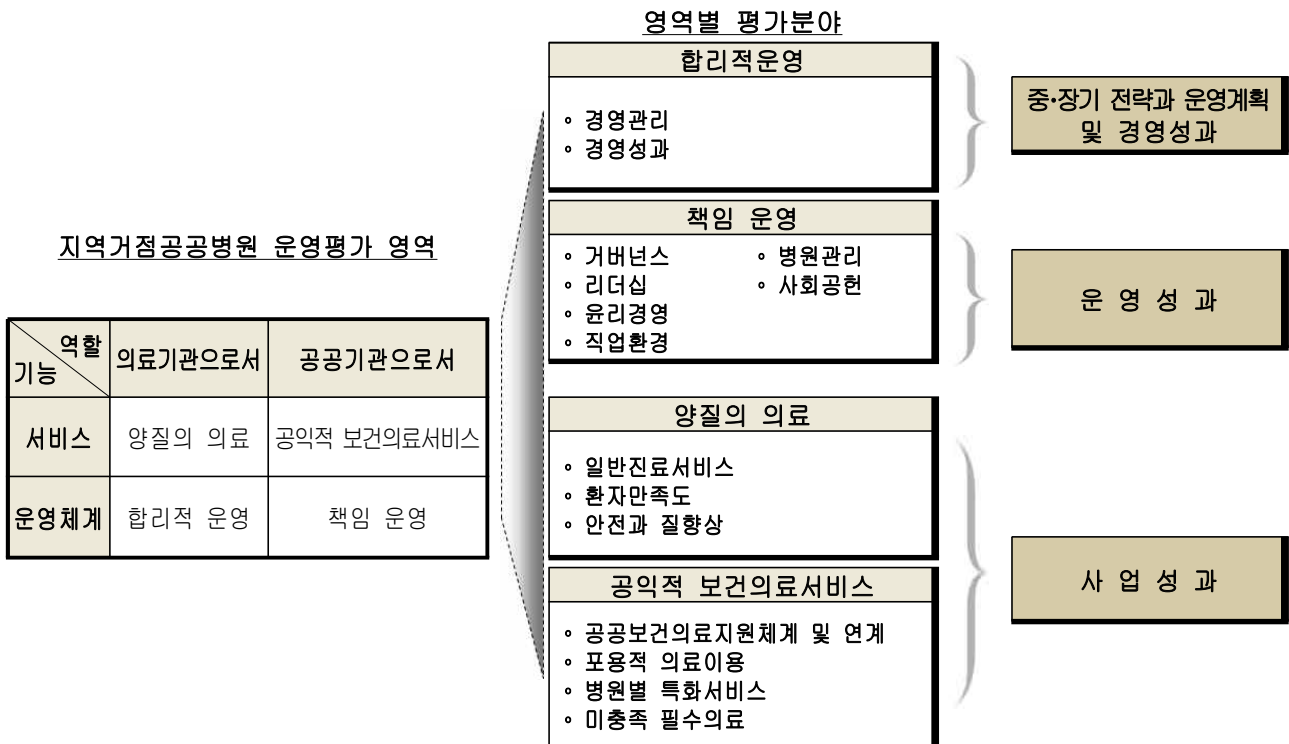 영역별 평가분야
합리적운영
◦ 경영관리
◦ 경영성과
중·장기 전략과 운영계획
및 경영성과
책임 운영
◦ 거버넌스
◦ 리더십
◦ 윤리경영
◦ 직업환경
◦ 병원관리
◦ 사회공헌
운 영 성 과
지역거점공공병원 운영평가 영역
역할
기능
의료기관으로서
공공기관으로서
서비스
양질의 의료
공익적 보건의료서비스
운영체계
합리적 운영
책임 운영
양질의 의료
◦ 일반진료서비스
◦ 환자만족도
◦ 안전과 질향상
공익적 보건의료서비스
◦ 공공보건의료지원체계 및 연계
◦ 포용적 의료이용
◦ 병원별 특화서비스
◦ 미충족 필수의료
사 업 성 과